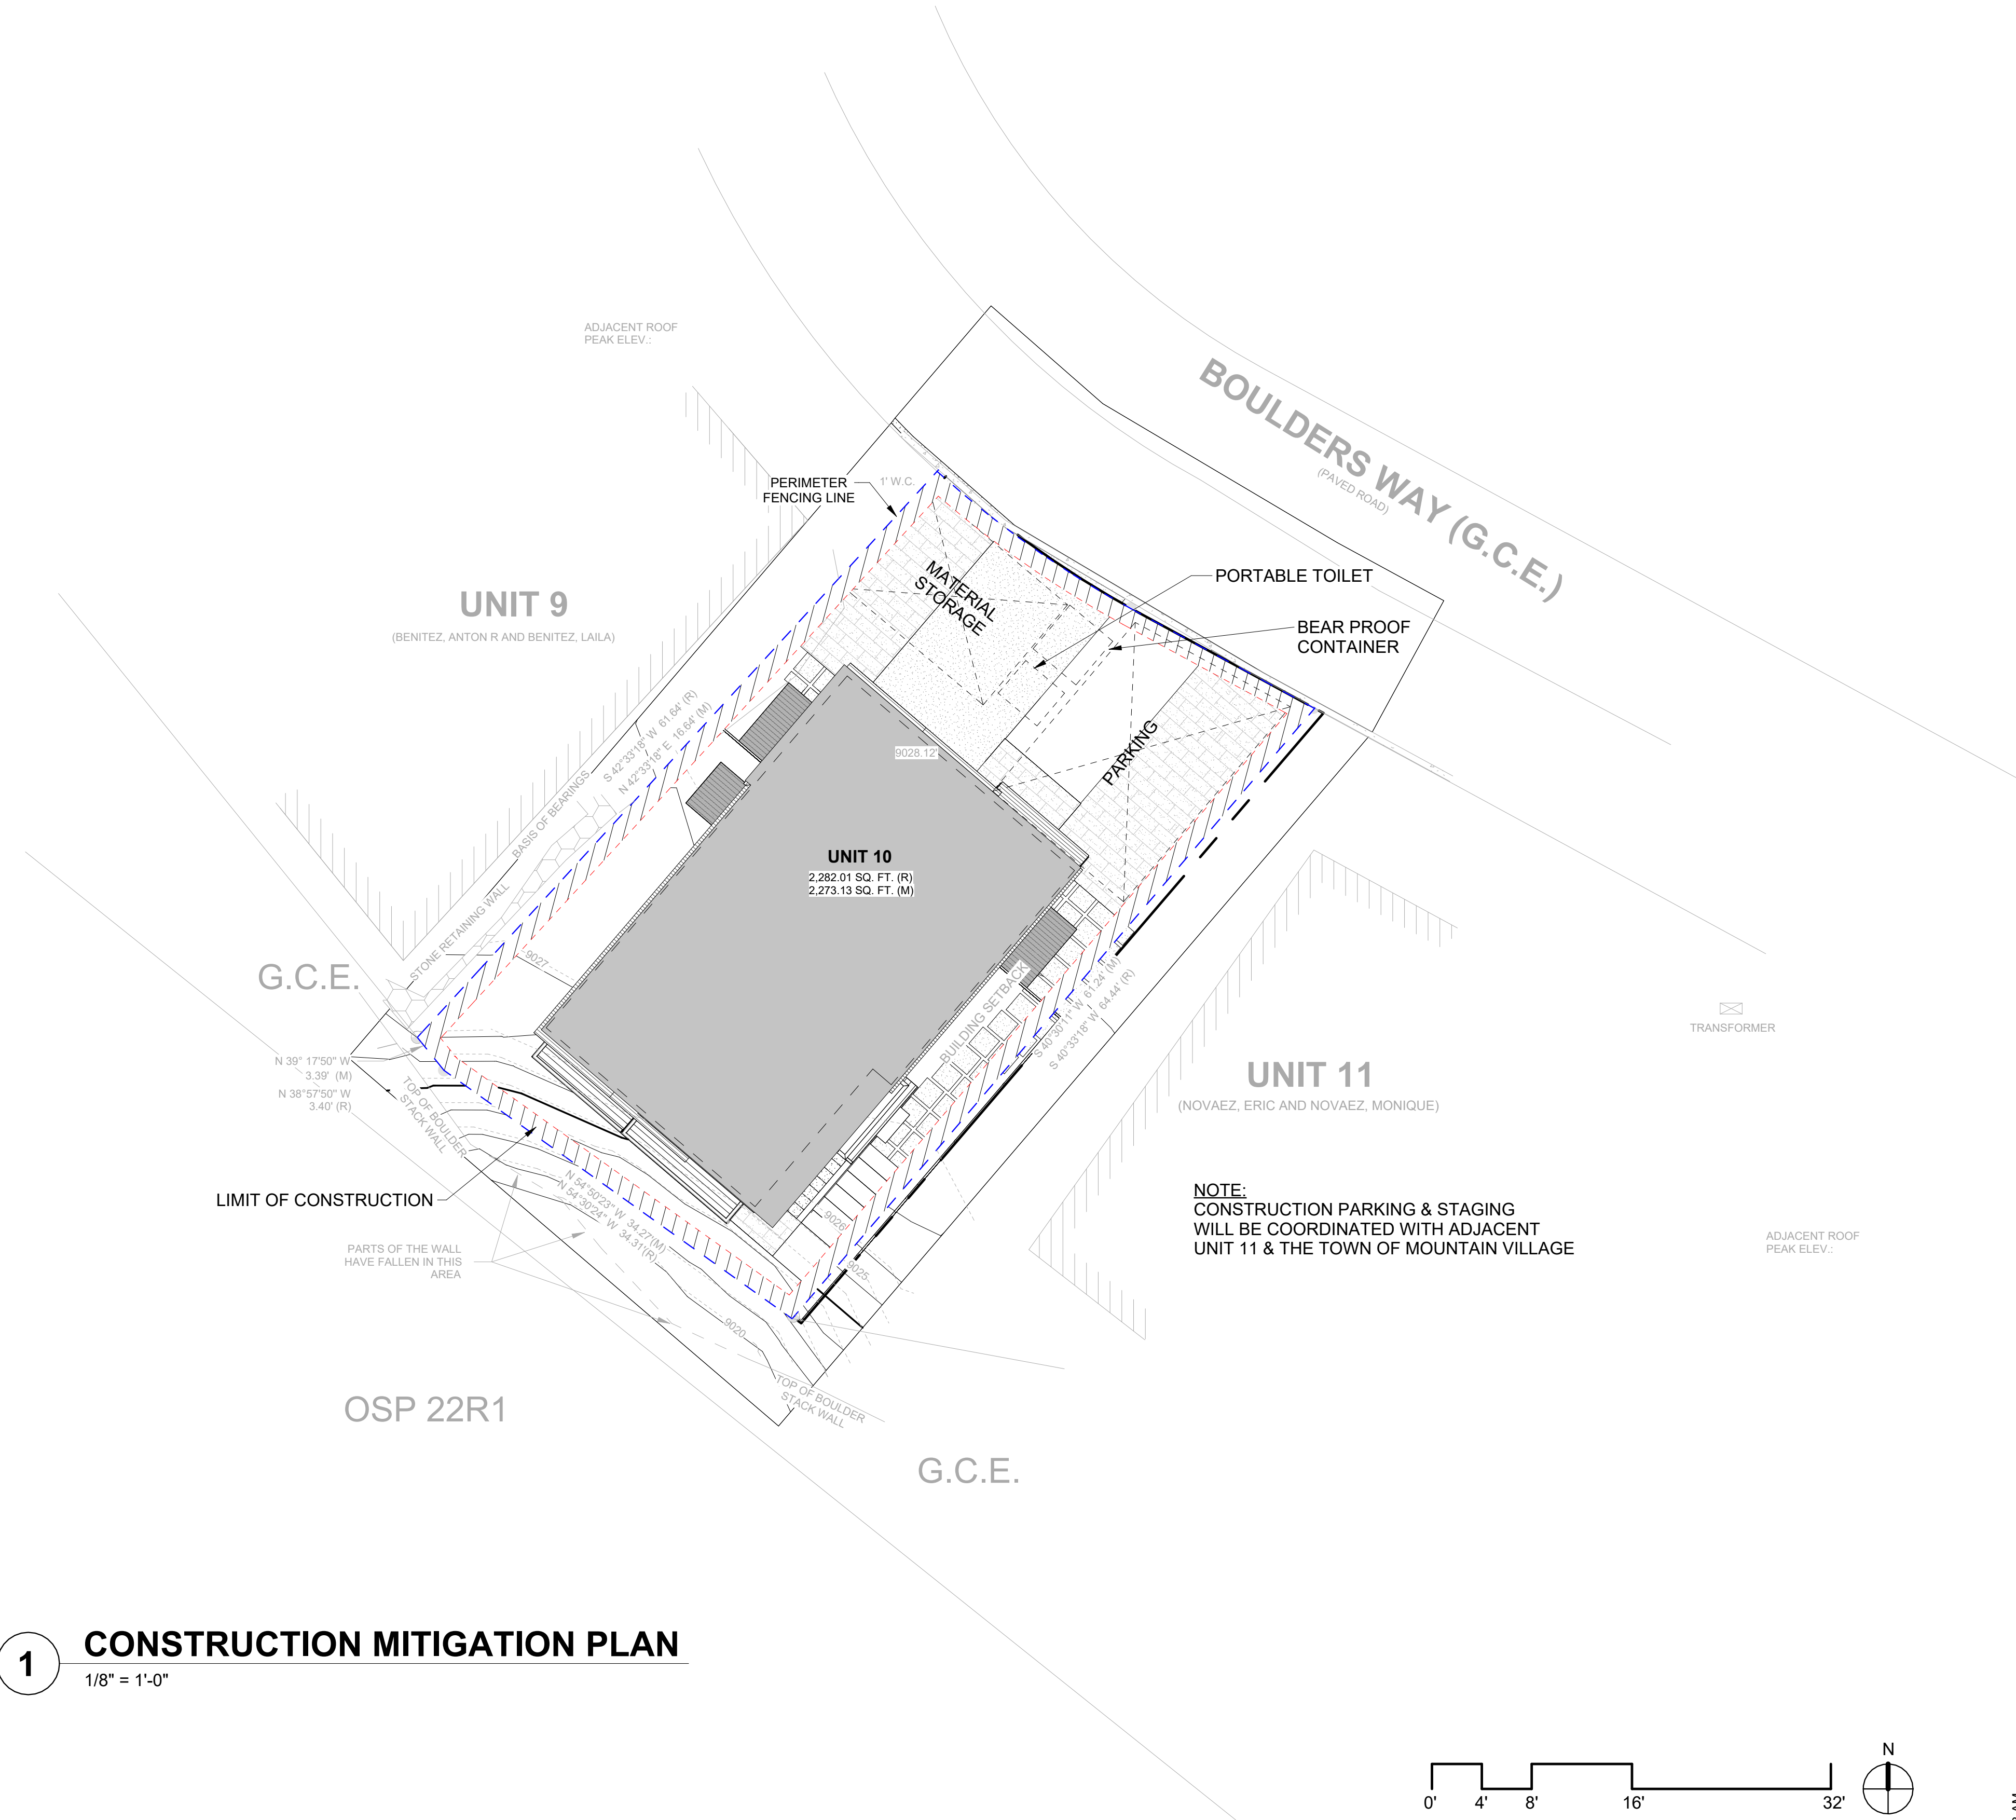 ADJACENT ROOF
PEAK ELEV.:
BOULDERS WAY (G.C.E.)
(PAVED ROAD)
PERIMETER
FENCING LINE
1' W.C.
MATERIAL
STORAGE
PORTABLE TOILET
BEAR PROOF
CONTAINER
UNIT 9
(BENITEZ, ANTON R AND BENITEZ, LAILA)
S 42°33'18" W 61.64' (R)
N 42°33'18" E 16.64' (M)
BASIS OF BEARINGS
STONE RETAINING WALL
PARKING
9028.12'
UNIT 10
2,282.01 SQ. FT. (R)
2,273.13 SQ. FT. (M)
9027
G.C.E.
BUILDING SETBACK
S 40°30'11" W 61.24' (M)
S 40°33'18" W 64.44' (R)
TRANSFORMER
UNIT 11
(NOVAEZ, ERIC AND NOVAEZ, MONIQUE)
N 39° 17'50" W
3.39' (M)
N 38°57'50" W
3.40' (R)
TOP OF BOULDER
STACK WALL
LIMIT OF CONSTRUCTION
N 54°50'23" W 34.27'(M)
N 54°30'24" W 34.31'(R)
9026
9025
9020
PARTS OF THE WALL
HAVE FALLEN IN THIS
AREA
NOTE:
CONSTRUCTION PARKING & STAGING
WILL BE COORDINATED WITH ADJACENT
UNIT 11 & THE TOWN OF MOUNTAIN VILLAGE
ADJACENT ROOF
PEAK ELEV.:
TOP OF BOULDER
STACK WALL
OSP 22R1
G.C.E.
1
CONSTRUCTION MITIGATION PLAN
1/8" = 1'-0"
N
0' 4' 8' 16' 32'